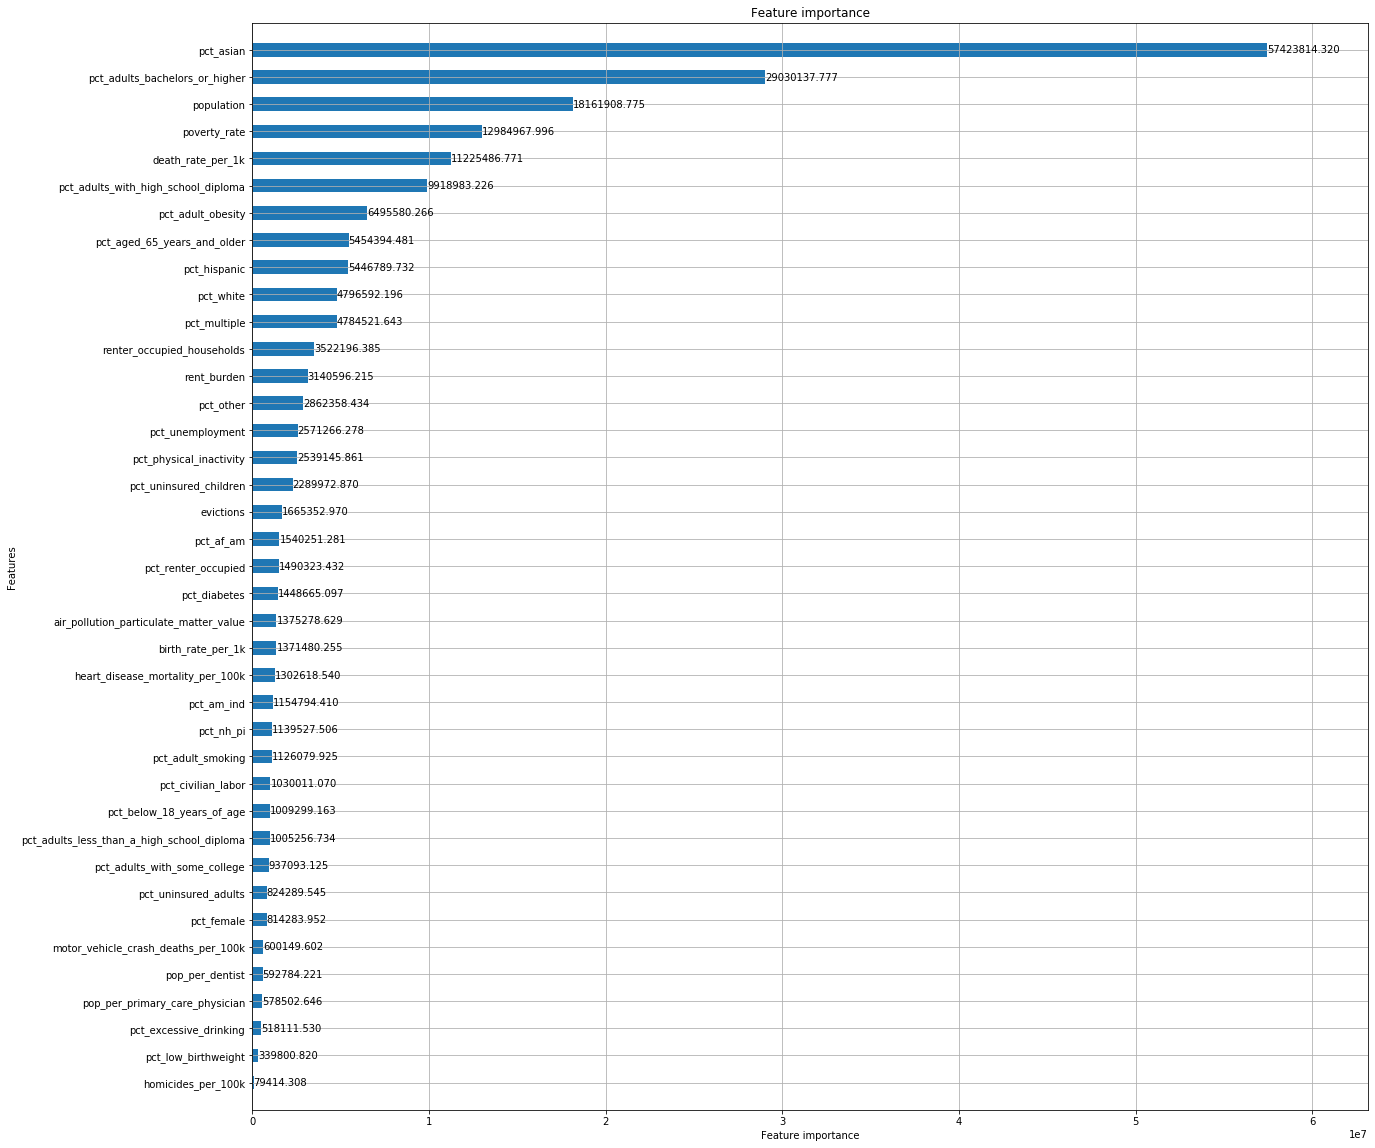 Feature importance
pct_asian 57423814.320
pct_adults_bachelors_or_higher 29030137.777
population 18161908.775
poverty_rate 12984967.996
death_rate_per_1k 11225486.771
pct_adults_with_high_school_diploma 9918983.226
pct_adult_obesity 6495580.266
pct_aged_65_years_and_older 5454394.481
pct_hispanic 5446789.732
pct_white 4796592.196
pct_multiple 4784521.643
renter_occupied_households 3522196.385
rent_burden 3140596.215
pct_other 2862358.434
pct_unemployment 2571266.278
pct_physical_inactivity 2539145.861
pct_uninsured_children 2289972.870
evictions 1665352.970
pct_af_am 1540251.281
pct_renter_occupied 1490323.432
Features
pct_diabetes 1448665.097
air_pollution_particulate_matter_value 1375278.629
birth_rate_per_1k 1371480.255
heart_disease_mortality_per_100k 1302618.540
pct_am_ind 1154794.410
pct_nh_pi 1139527.506
pct_adult_smoking 1126079.925
pct_civilian_labor 1030011.070
pct_below_18_years_of_age 1009299.163
pct_adults_less_than_a_high_school_diploma 1005256.734
pct_adults_with_some_college 937093.125
pct_uninsured_adults 824289.545
pct_female 814283.952
motor_vehicle_crash_deaths_per_100k 600149.602
pop_per_dentist 592784.221
pop_per_primary_care_physician 578502.646
pct_excessive_drinking 518111.530
pct_low_birthweight 339800.820
homicides_per_100k 79414.308
0 1 2 3 4 5 6
1e7
Feature importance